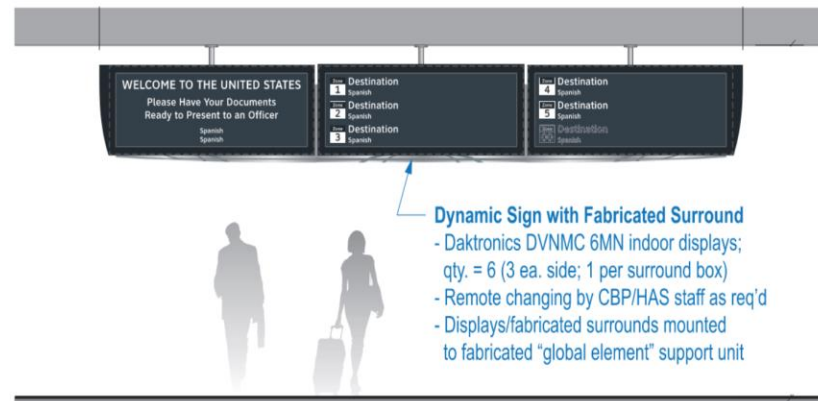 WELCOME TO THE UNITED STATES
Please Have Your Documents
Ready to Present to an Officer
Spanish
Spanish
Zone 1 Destination
Spanish
Zone 2 Destination
Spanish
Zone 3 Destination
Spanish
Zone 4 Destination
Spanish
Zone 5 Destination
Spanish
Destination
Spanish
Dynamic Sign with Fabricated Surround
- Daktronics DVNMC 6MN indoor displays;
qty. = 6 (3 ea. side; 1 per surround box)
- Remote changing by CBP/HAS staff as req'd
- Displays/fabricated surrounds mounted
to fabricated “global element” support unit